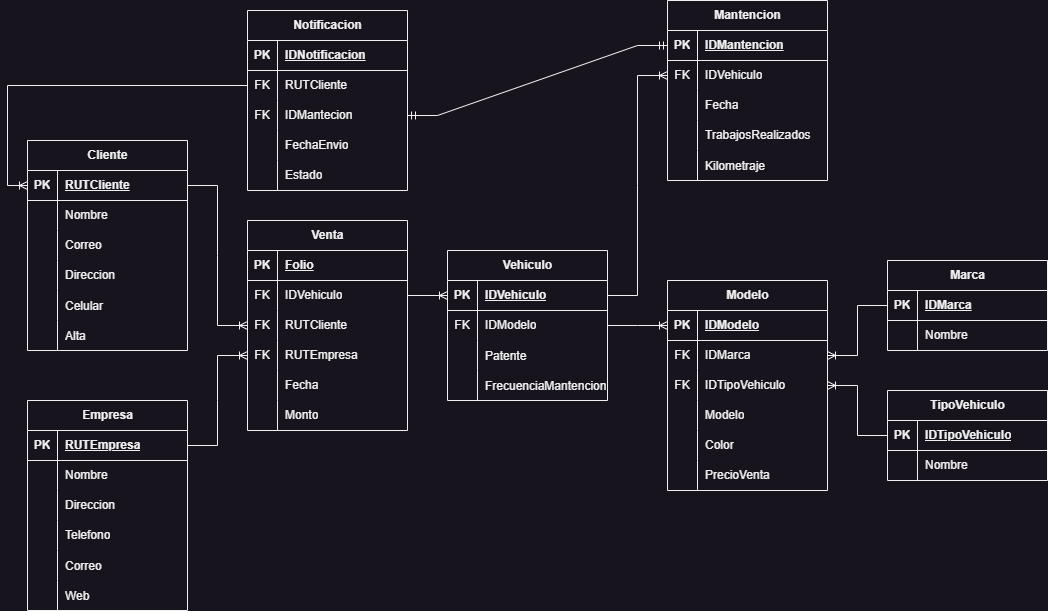 Notificacion
PK IDNotificacion
FK RUTCliente
FK IDMantecion
FechaEnvio
Estado
Mantencion
PK IDMantencion
FK IDVehiculo
Fecha
TrabajosRealizados
Kilometraje
Cliente
PK RUTCliente
Nombre
Correo
Direccion
Celular
Alta
Venta
PK Folio
FK IDVehiculo
FK RUTCliente
FK RUTEmpresa
Fecha
Monto
Vehiculo
PK IDVehiculo
FK IDModelo
Patente
FrecuenciaMantencion
Modelo
PK IDModelo
FK IDMarca
FK IDTipoVehiculo
Modelo
Color
PrecioVenta
Marca
PK IDMarca
Nombre
TipoVehiculo
PK IDTipoVehiculo
Nombre
Empresa
PK RUTEmpresa
Nombre
Direccion
Telefono
Correo
Web